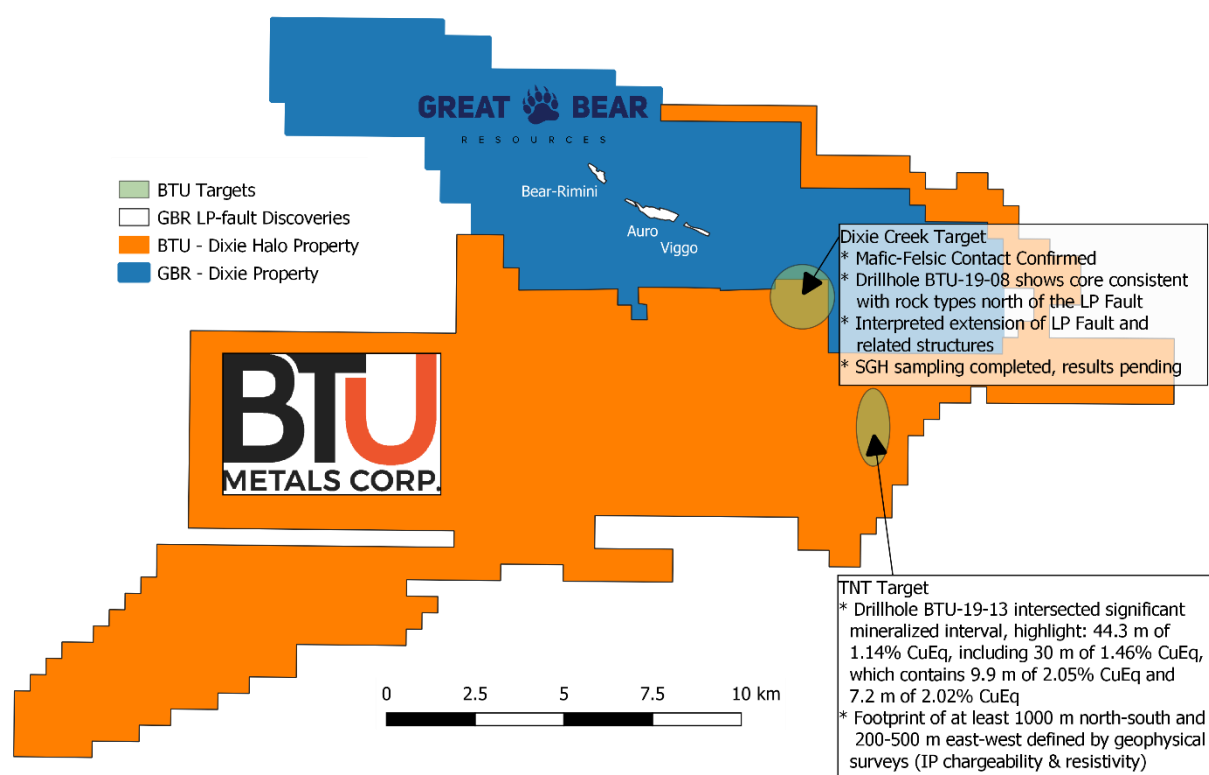 GREAT BEAR
RESOURCES
BTU Targets
GBR LP-fault Discoveries
BTU - Dixie Halo Property
GBR - Dixie Property
Bear-Rimini
Auro
Viggo
Dixie Creek Target
* Mafic-Felsic Contact Confirmed
* Drillhole BTU-19-08 shows core consistent
with rock types north of the LP Fault
* Interpreted extension of LP Fault and
related structures
* SGH sampling completed, results pending
BTU
METALS CORP.
TNT Target
* Drillhole BTU-19-13 intersected significant
mineralized interval, highlight: 44.3 m of
1.14% CuEq, including 30 m of 1.46% CuEq,
which contains 9.9 m of 2.05% CuEq and
7.2 m of 2.02% CuEq
* Footprint of at least 1000 m north-south and
200-500 m east-west defined by geophysical
surveys (IP chargeability & resistivity)
0 2.5 5 7.5 10 km